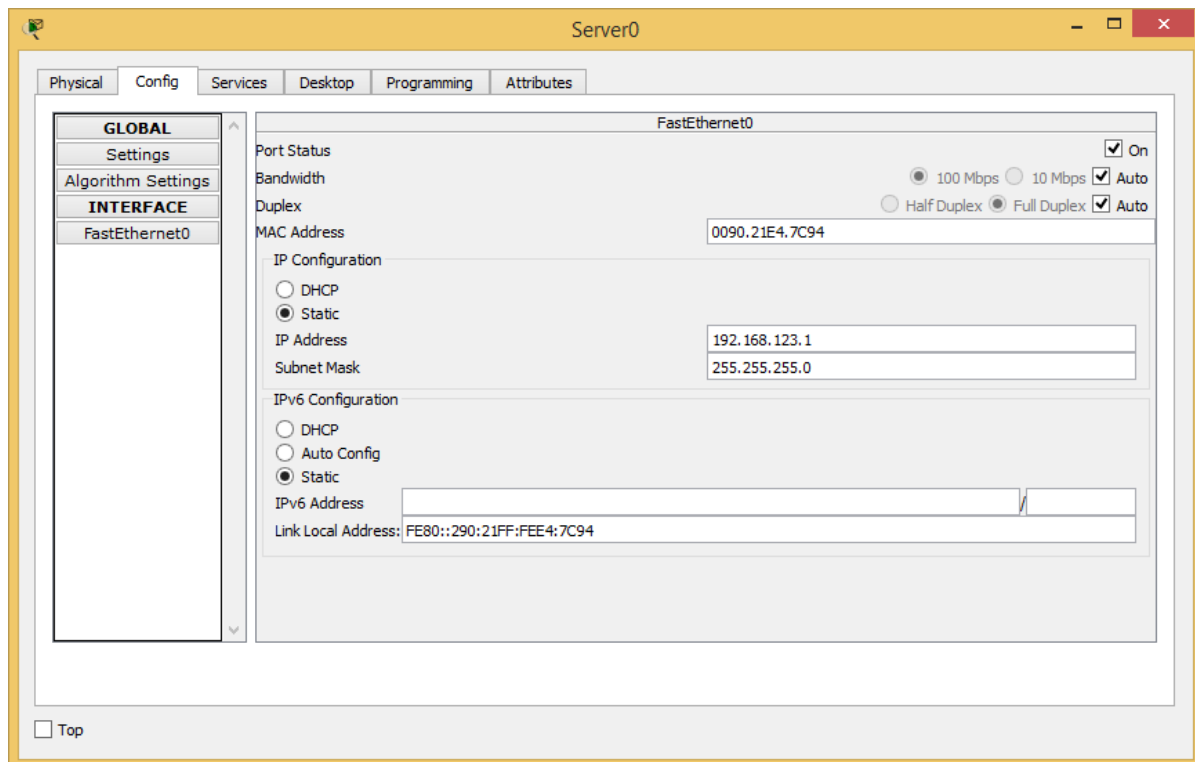 Server0
Physical Config Services Desktop Programming Attributes
GLOBAL
Settings
Algorithm Settings
INTERFACE
FastEthernet0
FastEthernet0
Port Status On
Bandwidth 100 Mbps 10 Mbps Auto
Duplex Half Duplex Full Duplex Auto
MAC Address 0090.21E4.7C94
IP Configuration
DHCP
Static
IP Address 192.168.123.1
Subnet Mask 255.255.255.0
IPv6 Configuration
DHCP
Auto Config
Static
IPv6 Address /
Link Local Address: FE80::290:21FF:FEE4:7C94
Top